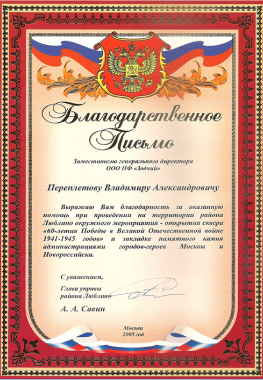 Благодарственное
Письмо
Заместителю генерального директора
ООО ПФ «Зодчий»
Переплетову Владимиру Александровичу
Выражаю Вам благодарность за оказанную
помощь при проведении на территории района
Люблино окружного мероприятия - открытия сквера
«60-летия Победы в Великой Отечественной войне
1941-1945 годов» и закладке памятного камня
администрациями городов-героев Москвы и
Новороссийска.
С уважением,
Глава управы
района Люблино
А. А. Савин
Москва
2005 год